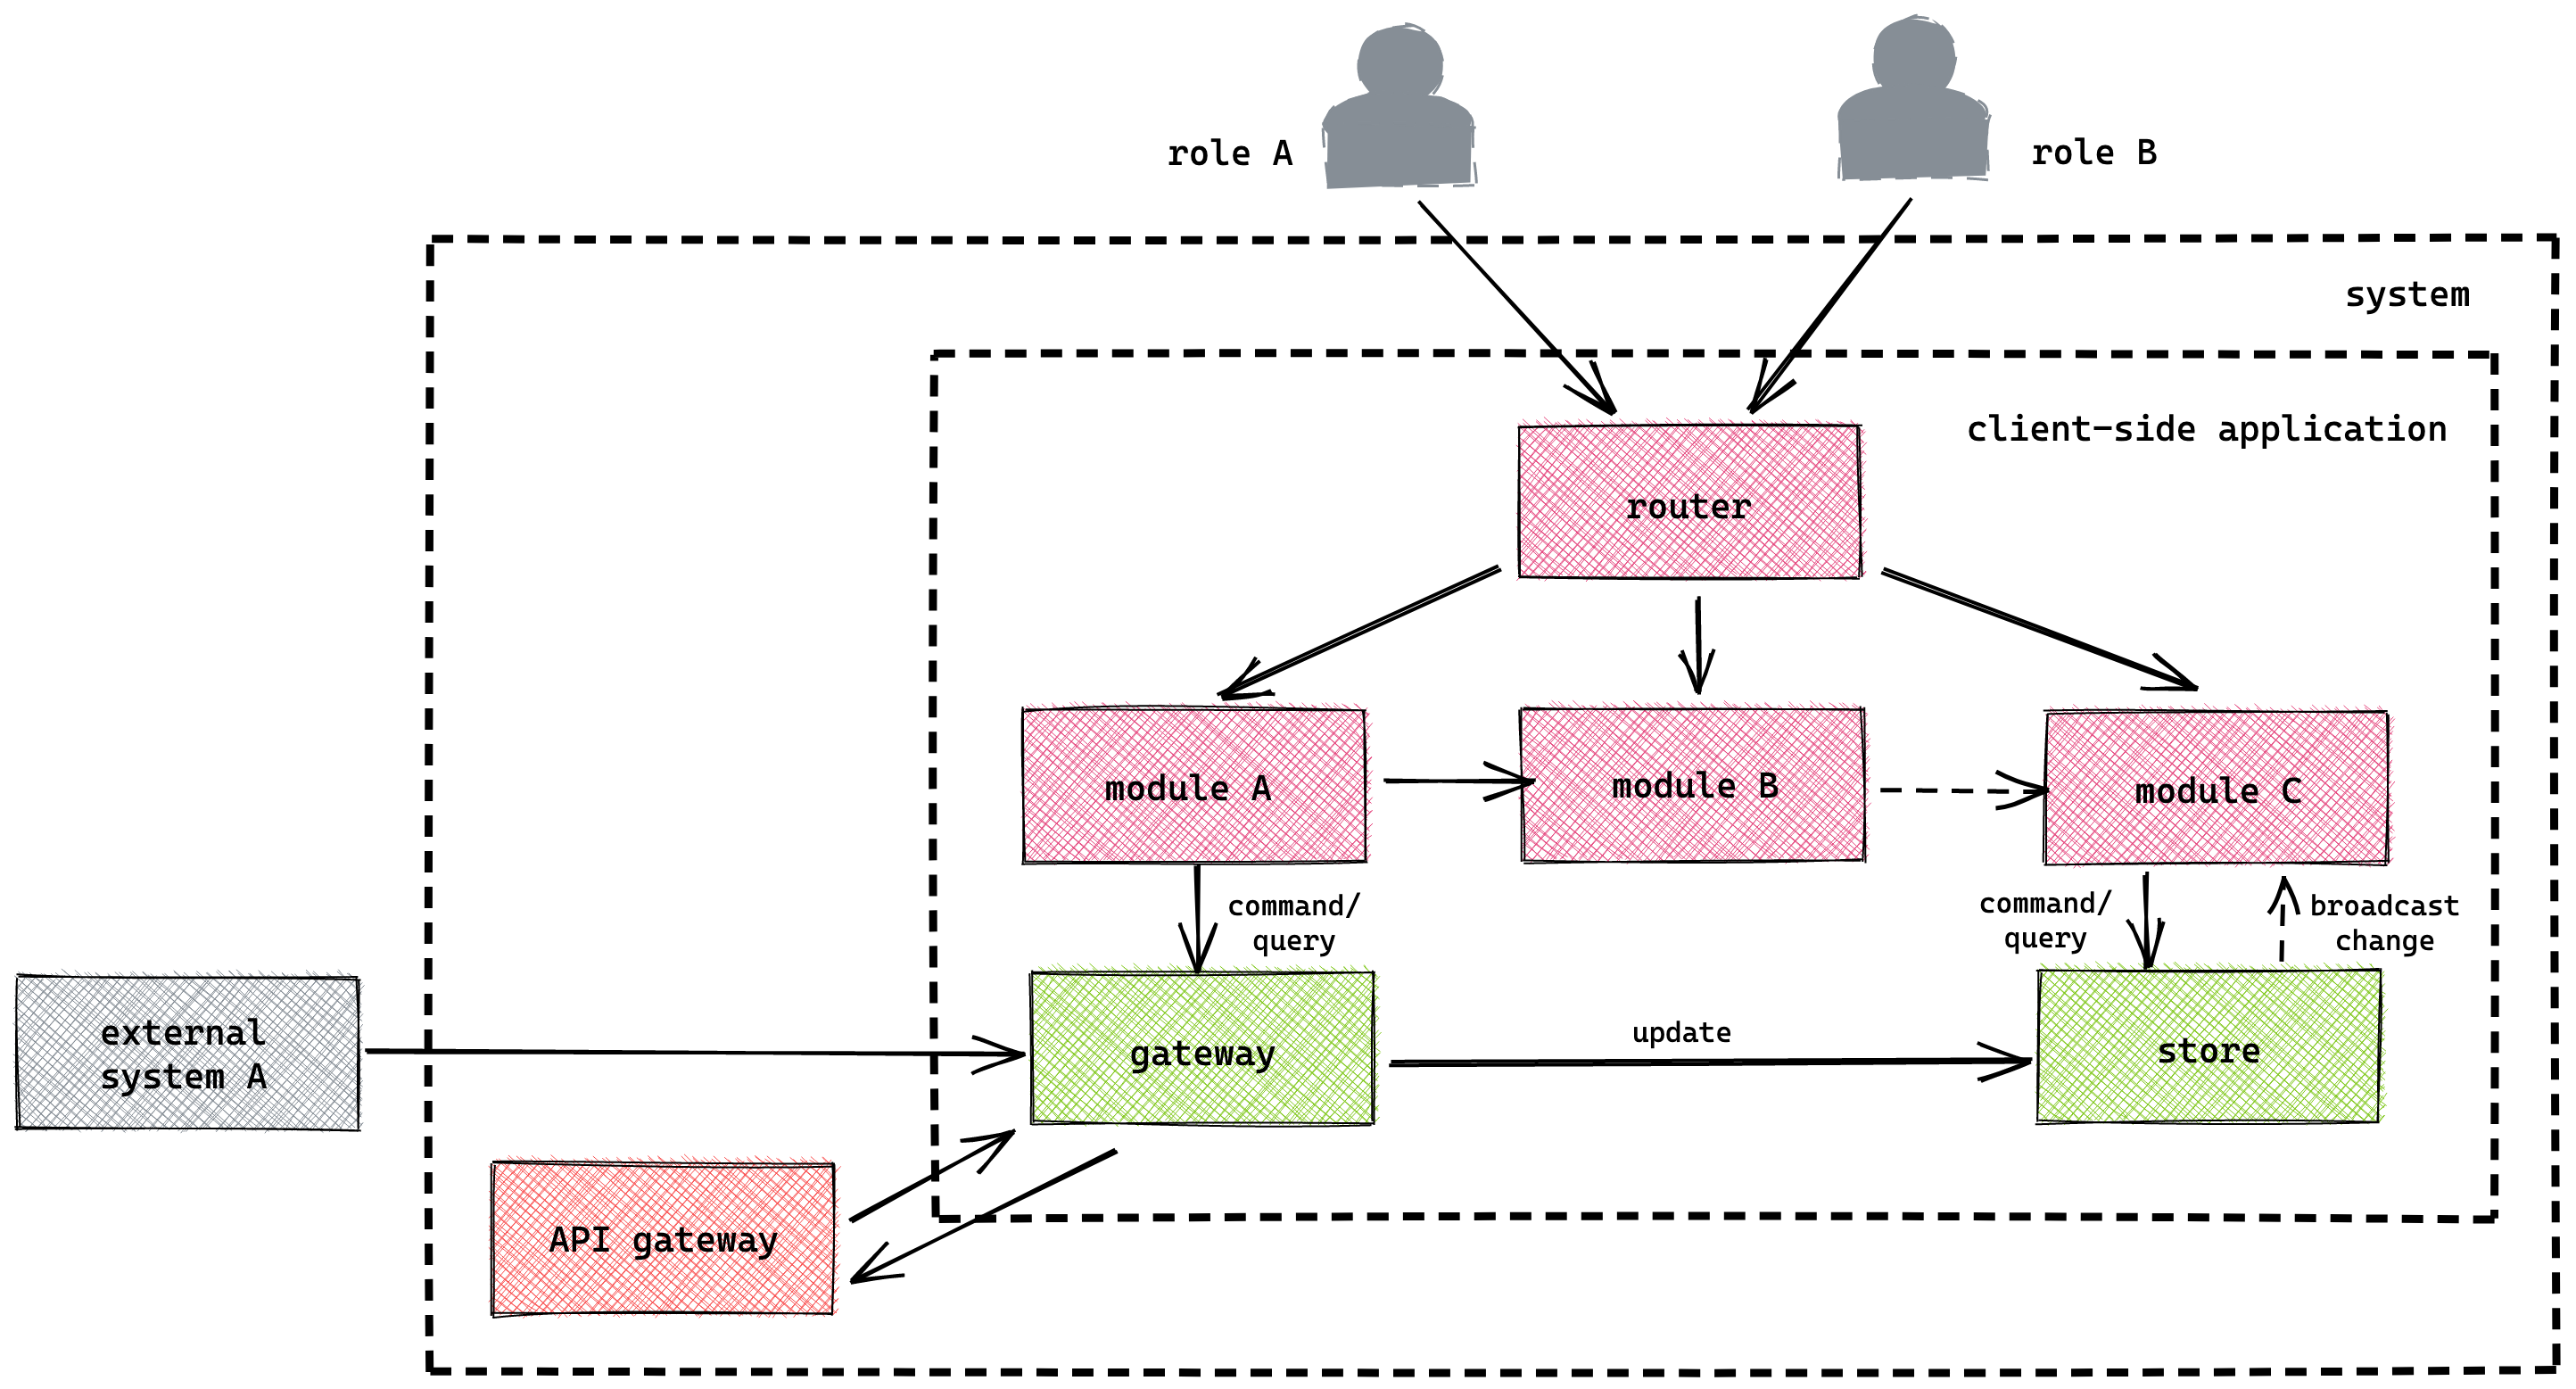 role A
role B
system
client-side application
router
module A
module B
module C
command/
query
command/
query
broadcast
change
external
system A
gateway
update
store
API gateway